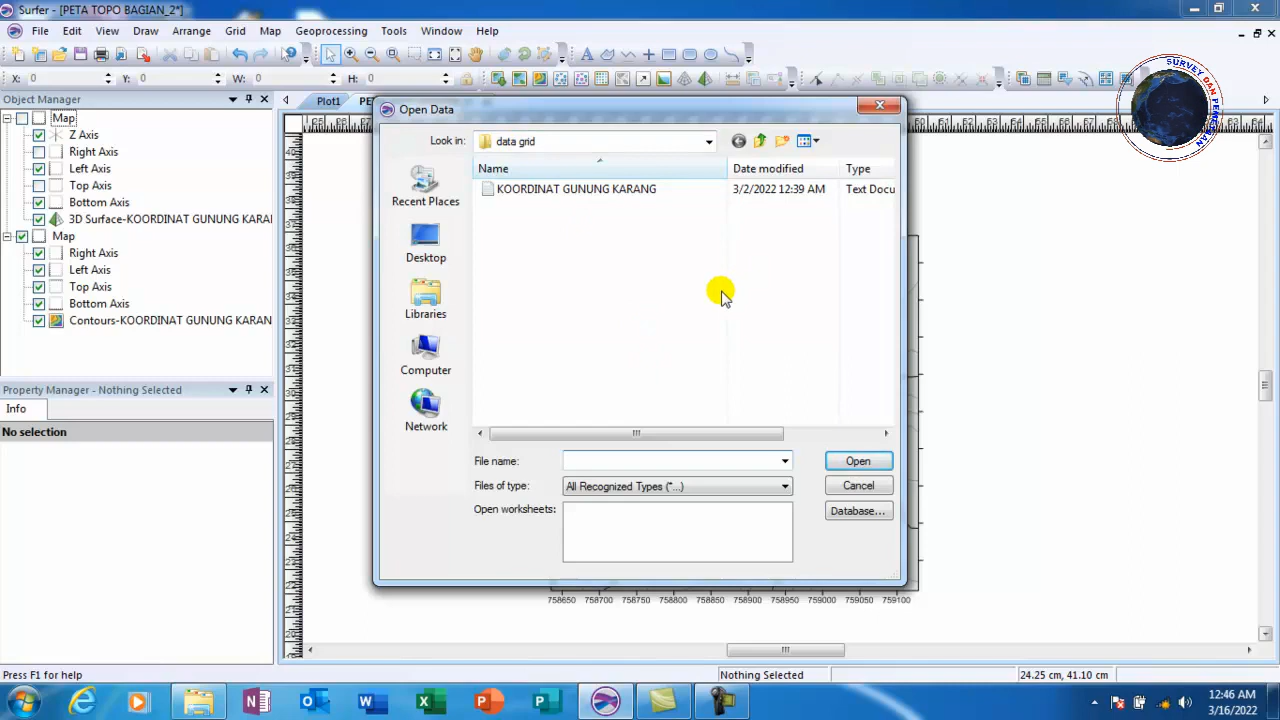 Surfer - [PETA TOPO BAGIAN_2*]
File Edit View Draw Arrange Grid Map Geoprocessing Tools Window Help
X: 0 Y: 0 W: 0 H: 0
Object Manager
Plot1
Map
Z Axis
Right Axis
Left Axis
Top Axis
Bottom Axis
3D Surface-KOORDINAT GUNUNG KARA
Map
Right Axis
Left Axis
Top Axis
Bottom Axis
Contours-KOORDINAT GUNUNG KARAN
Property Manager - Nothing Selected
Info
No selection
Open Data
Look in: data grid
Name Date modified Type
KOORDINAT GUNUNG KARANG 3/2/2022 12:39 AM Text Docu
Recent Places
Desktop
Libraries
Computer
Network
File name: Open
Files of type: All Recognized Types (*...) Cancel
Open worksheets: Database...
SURVEY DAN PEMETAAN
758650 758700 758750 758800 758850 758900 758950 759000 759050 759100
Press F1 for help
Nothing Selected
24.25 cm, 41.10 cm
12:46 AM
3/16/2022